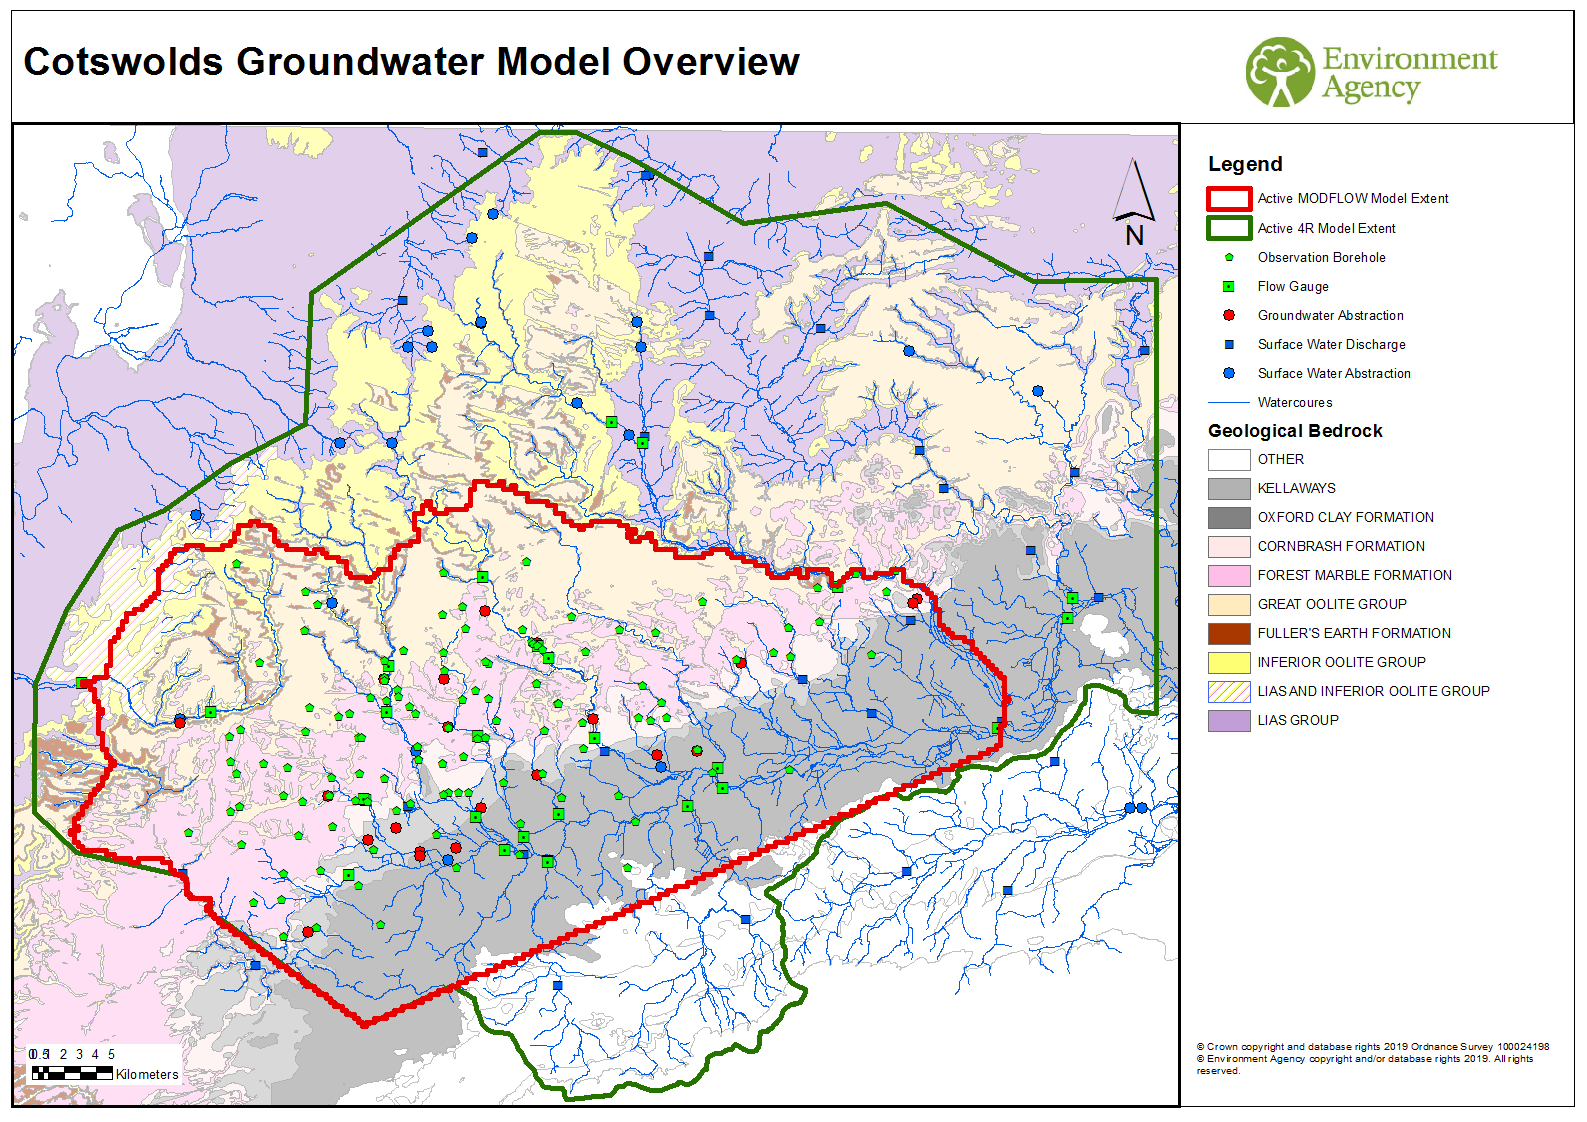 Cotswolds Groundwater Model Overview
Environment
Agency
N
Legend
Active MODFLOW Model Extent
Active 4R Model Extent
Observation Borehole
Flow Gauge
Groundwater Abstraction
Surface Water Discharge
Surface Water Abstraction
Watercoures
Geological Bedrock
OTHER
KELLAWAYS
OXFORD CLAY FORMATION
CORNBRASH FORMATION
FOREST MARBLE FORMATION
GREAT OOLITE GROUP
FULLER'S EARTH FORMATION
INFERIOR OOLITE GROUP
LIAS AND INFERIOR OOLITE GROUP
LIAS GROUP
0 0.5 1 2 3 4 5
Kilometers
© Crown copyright and database rights 2019 Ordnance Survey 100024198
© Environment Agency copyright and/or database rights 2019. All rights
reserved.